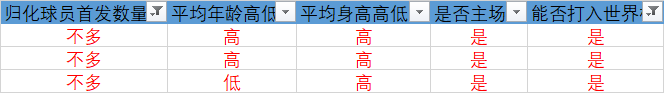 归化球员首发数量 平均年龄高低 平均身高高低 是否主场 能否打入世界
不多 高 高 是 是
不多 高 高 是 是
不多 低 高 是 是